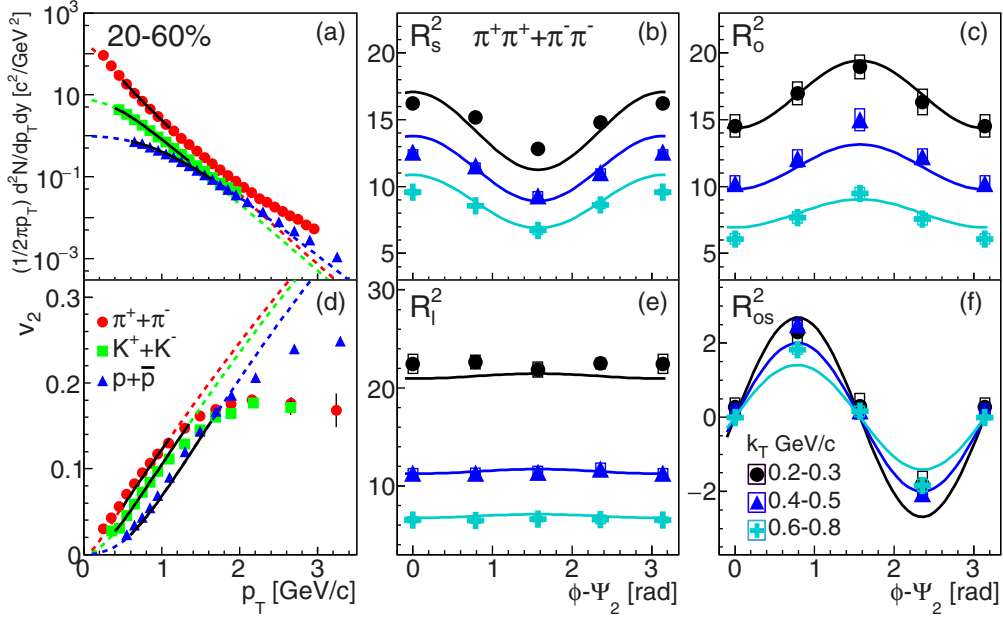 20-60%
(a)
(1/2πp_T) d²N/dp_Tdy [c²/GeV²]
10³
10
10⁻¹
10⁻³
R_s²
π⁺π⁺+π⁻π⁻
(b)
20
15
10
5
R_o²
(c)
20
15
10
5
(d)
v₂
0.3
0.2
0.1
0
π⁺+π⁻
K⁺+K⁻
p+p̅
0 1 2 3
p_T [GeV/c]
R_l²
(e)
30
20
10
0 1 2 3
ϕ-Ψ₂ [rad]
R_os²
(f)
2
0
−2
k_T GeV/c
0.2-0.3
0.4-0.5
0.6-0.8
0 1 2 3
ϕ-Ψ₂ [rad]